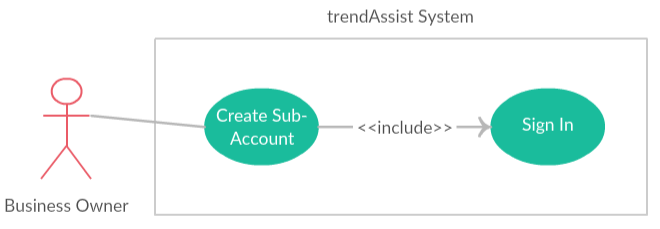 trendAssist System
Create Sub-
Account
<<include>>
Sign In
Business Owner